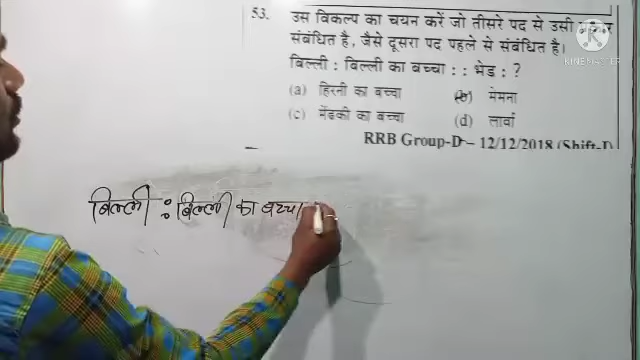 53. उस विकल्प का चयन करें जो तीसरे पद से उसी
संबंधित है, जैसे दूसरा पद पहले से संबंधित है।
बिल्ली : बिल्ली का बच्चा : : भेड़ : ?
(a) हिरनी का बच्चा (b) मेमना
(c) मेंढकी का बच्चा (d) लार्वा
RRB Group-D – 12/12/2018 (Shift-I)
बिल्ली : बिल्ली का बच्चा
KINEMASTER